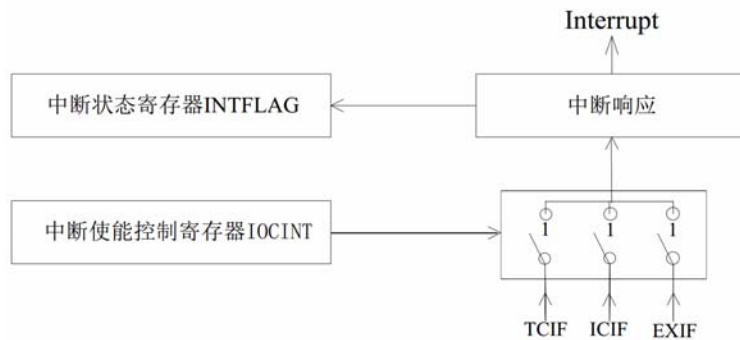 Interrupt
中断状态寄存器INTFLAG
中断响应
中断使能控制寄存器IOCINT
1 1 1
TCIF ICIF EXIF